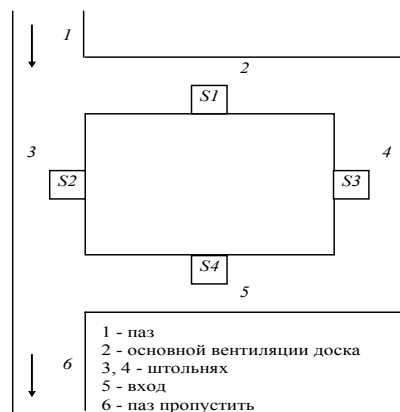 1
2
S1
3
S2
S3
4
S4
5
6
1 - паз
2 - основной вентиляции доска
3, 4 - штольнях
5 - вход
6 - паз пропустить